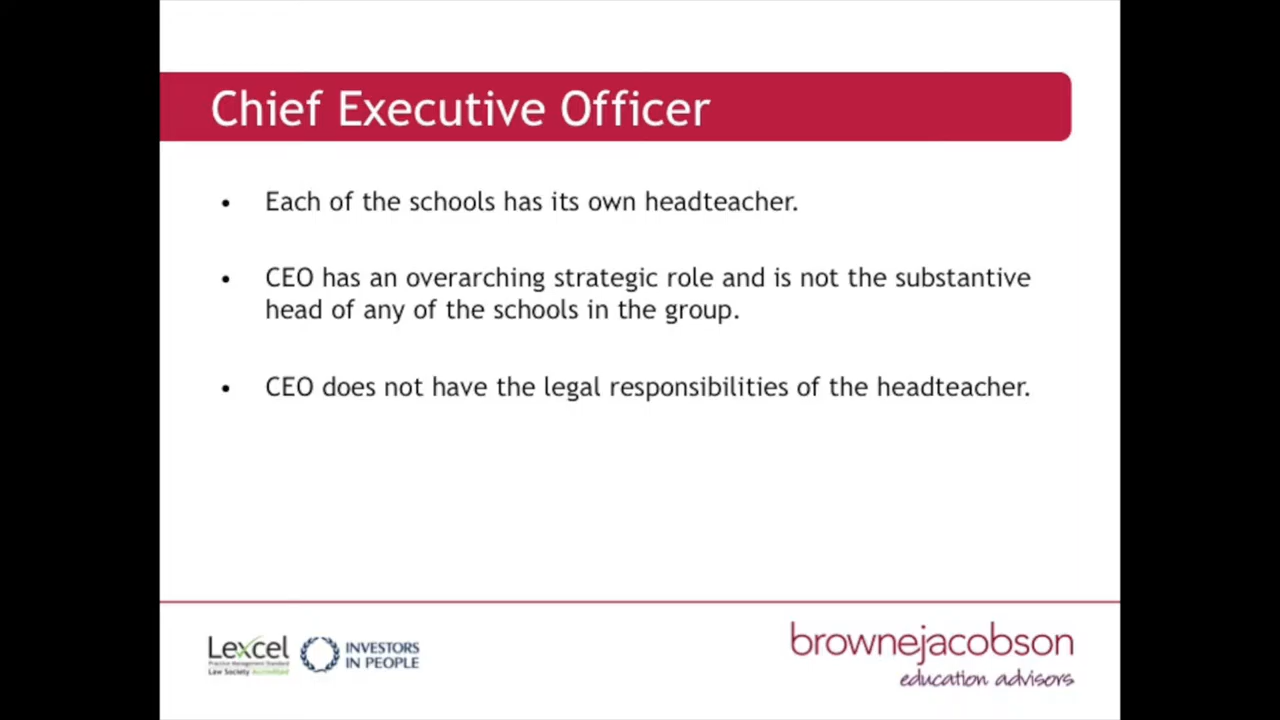 Chief Executive Officer
• Each of the schools has its own headteacher.
• CEO has an overarching strategic role and is not the substantive
head of any of the schools in the group.
• CEO does not have the legal responsibilities of the headteacher.
Lexcel
Practice Management Standard
Law Society Accredited
INVESTORS
IN PEOPLE
brownejacobson
education advisors